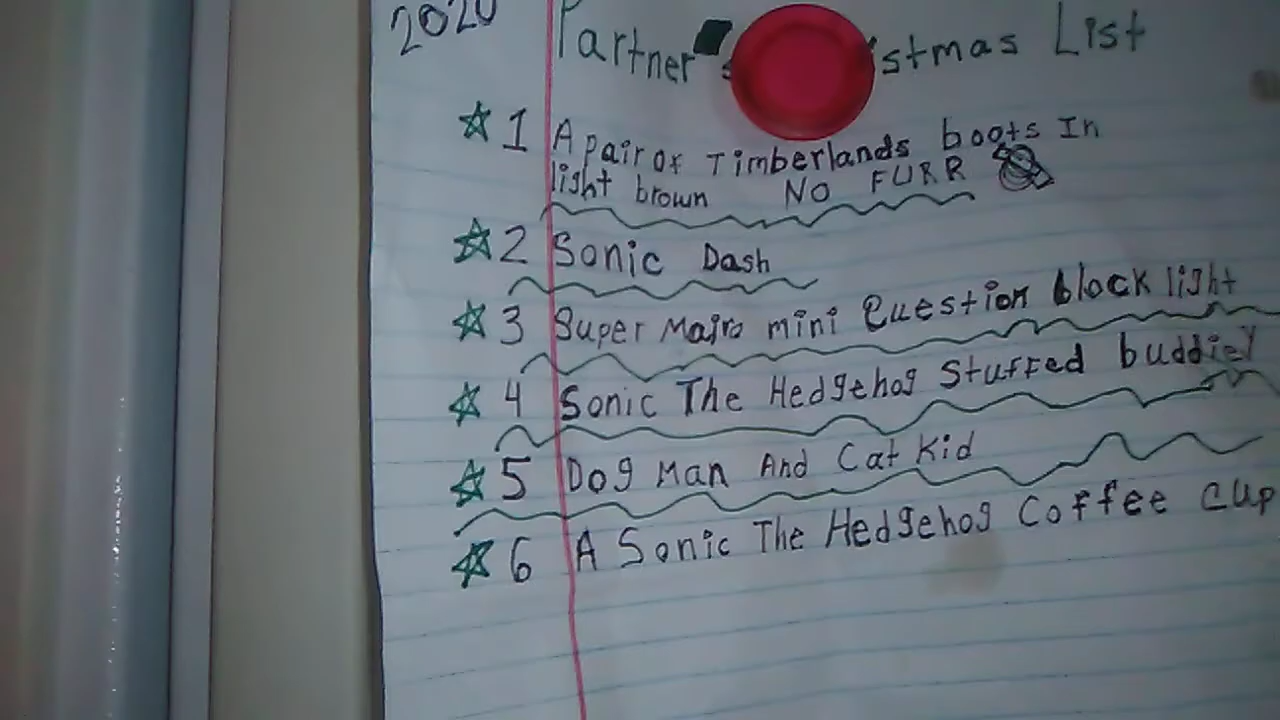 2020
Partner's stmas List
1 A pair of Timberlands boots In
light brown NO FURR
2 Sonic Dash
3 Super Mairo mini Question block light
4 Sonic The Hedgehog Stuffed buddie
5 Dog Man And Cat Kid
6 A Sonic The Hedgehog Coffee Cup